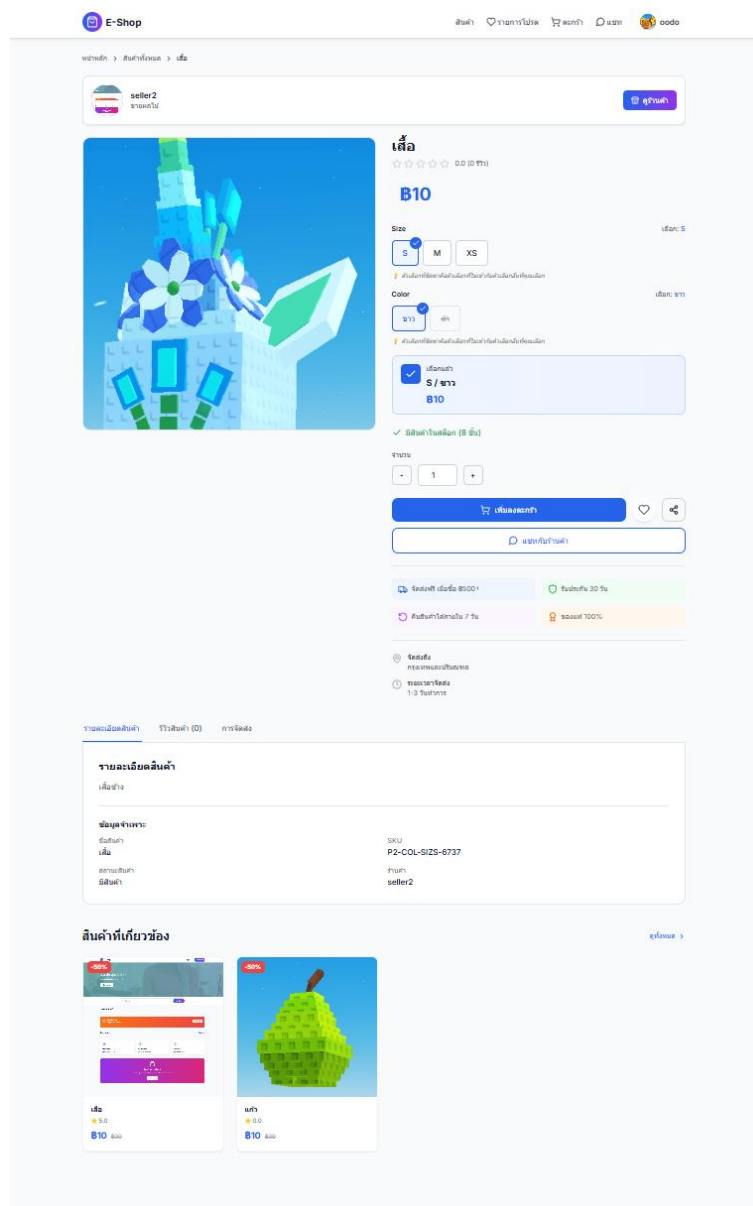 E-Shop
สินค้า รายการโปรด ตะกร้า แชท oodo
หน้าหลัก > สินค้าทั้งหมด > เสื้อ
seller2
ขายผลไม้
ดูร้านค้า
เสื้อ
0.0 (0 รีวิว)
฿10
Size เลือก: S
S M XS
Color เลือก: ขาว
ขาว ดำ
เลือกแล้ว
S / ขาว
฿10
มีสินค้าในสต็อก (8 ชิ้น)
จำนวน
- 1 +
เพิ่มลงตะกร้า
แชทกับร้านค้า
จัดส่งฟรี เมื่อซื้อ ฿500+ รับประกัน 30 วัน
คืนสินค้าได้ภายใน 7 วัน ของแท้ 100%
จัดส่งถึง
กรุงเทพและปริมณฑล
ระยะเวลาจัดส่ง
1-3 วันทำการ
รายละเอียดสินค้า รีวิวสินค้า (0) การจัดส่ง
รายละเอียดสินค้า
เสื้อช้าง
ข้อมูลจำเพาะ
ชื่อสินค้า SKU
เสื้อ P2-COL-SIZS-6737
สถานะสินค้า ร้านค้า
มีสินค้า seller2
สินค้าที่เกี่ยวข้อง ดูทั้งหมด >
-50% -50%
เสื้อ แก้ว
5.0 0.0
฿10 ฿20 ฿10 ฿20